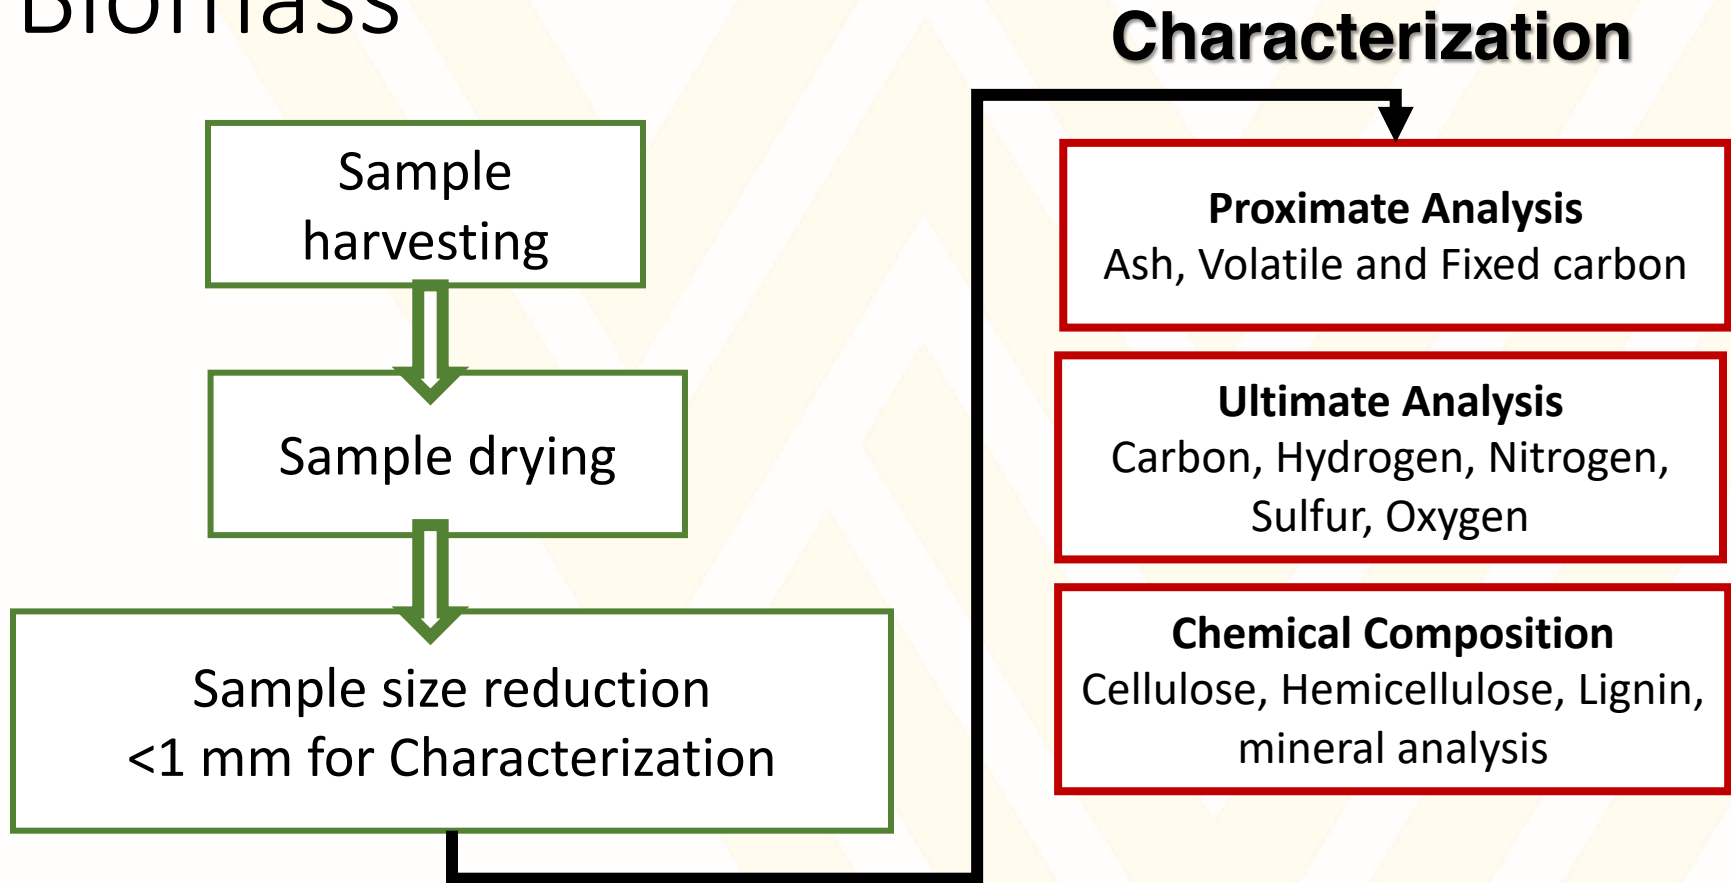 Biomass
Characterization
Sample
harvesting
Sample drying
Sample size reduction
<1 mm for Characterization
Proximate Analysis
Ash, Volatile and Fixed carbon
Ultimate Analysis
Carbon, Hydrogen, Nitrogen,
Sulfur, Oxygen
Chemical Composition
Cellulose, Hemicellulose, Lignin,
mineral analysis